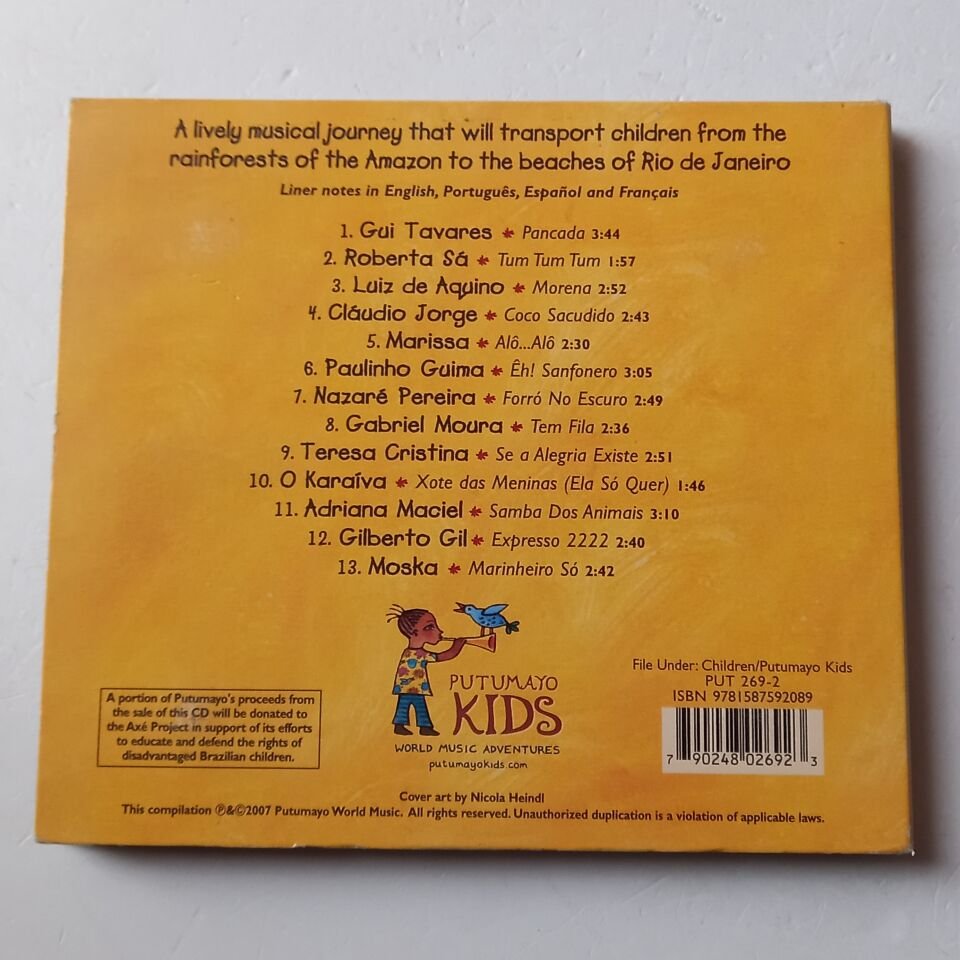 A lively musical journey that will transport children from the
rainforests of the Amazon to the beaches of Rio de Janeiro
Liner notes in English, Português, Español and Français
1. Gui Tavares * Pancada 3:44
2. Roberta Sá * Tum Tum Tum 1:57
3. Luiz de Aquino * Morena 2:52
4. Cláudio Jorge * Coco Sacudido 2:43
5. Marissa * Alô...Alô 2:30
6. Paulinho Guima * Êh! Sanfonero 3:05
7. Nazaré Pereira * Forró No Escuro 2:49
8. Gabriel Moura * Tem Fila 2:36
9. Teresa Cristina * Se a Alegria Existe 2:51
10. O Karaíva * Xote das Meninas (Ela Só Quer) 1:46
11. Adriana Maciel * Samba Dos Animais 3:10
12. Gilberto Gil * Expresso 2222 2:40
13. Moska * Marinheiro Só 2:42
A portion of Putumayo's proceeds from
the sale of this CD will be donated to
the Axé Project in support of its efforts
to educate and defend the rights of
disadvantaged Brazilian children.
PUTUMAYO
KIDS
WORLD MUSIC ADVENTURES
putumayokids.com
File Under: Children/Putumayo Kids
PUT 269-2
ISBN 9781587592089
7 90248 02692 3
Cover art by Nicola Heindl
This compilation ℗&©2007 Putumayo World Music. All rights reserved. Unauthorized duplication is a violation of applicable laws.